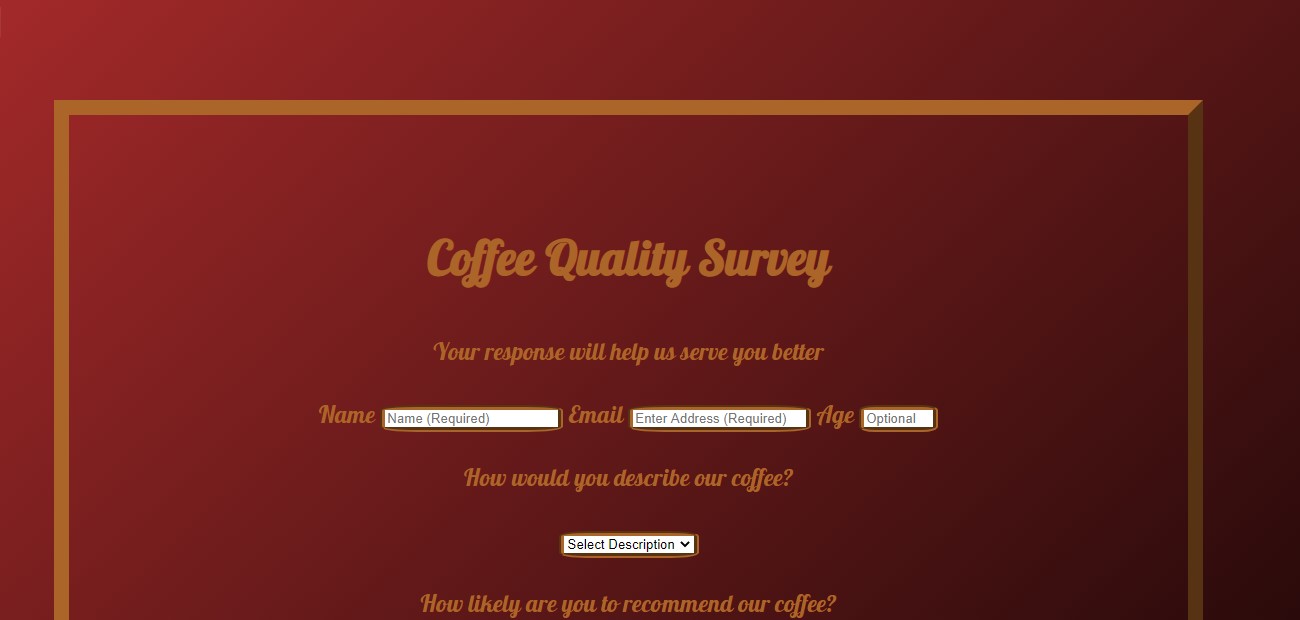 Coffee Quality Survey
Your response will help us serve you better
Name Name (Required) Email Enter Address (Required) Age Optional
How would you describe our coffee?
Select Description
How likely are you to recommend our coffee?